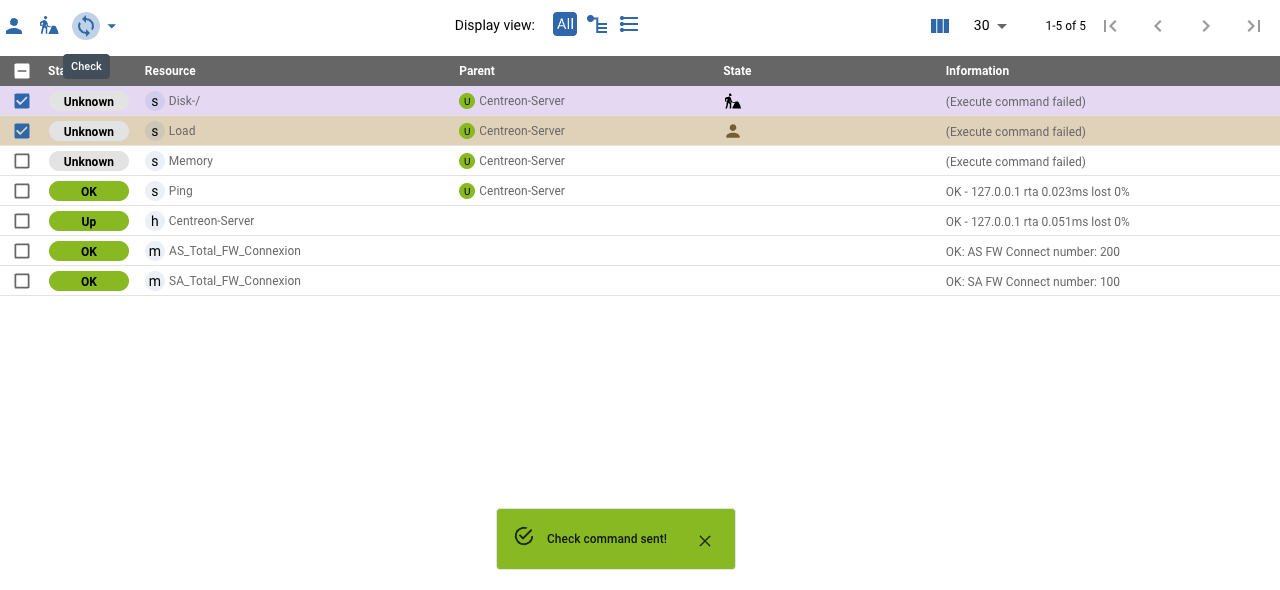 Display view: All 30 1-5 of 5
Check
Resource Parent State Information
Unknown s Disk-/ U Centreon-Server (Execute command failed)
Unknown s Load U Centreon-Server (Execute command failed)
Unknown s Memory U Centreon-Server (Execute command failed)
OK s Ping U Centreon-Server OK - 127.0.0.1 rta 0.023ms lost 0%
Up h Centreon-Server OK - 127.0.0.1 rta 0.051ms lost 0%
OK m AS_Total_FW_Connexion OK: AS FW Connect number: 200
OK m SA_Total_FW_Connexion OK: SA FW Connect number: 100
Check command sent!